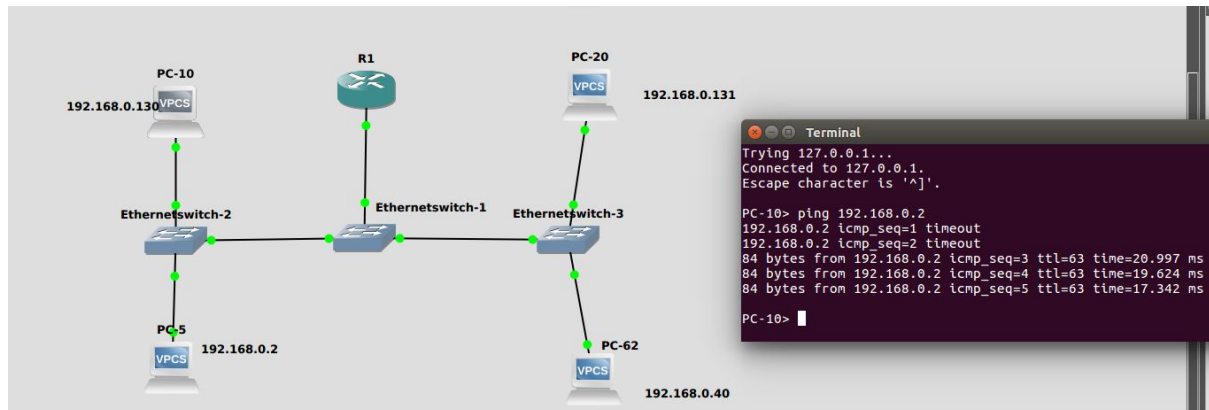 PC-10
VPCS
192.168.0.130
R1
PC-20
VPCS
192.168.0.131
Ethernetswitch-2
Ethernetswitch-1
Ethernetswitch-3
PC-5
VPCS
192.168.0.2
PC-62
VPCS
192.168.0.40
Terminal
Trying 127.0.0.1...
Connected to 127.0.0.1.
Escape character is '^]'.
PC-10> ping 192.168.0.2
192.168.0.2 icmp_seq=1 timeout
192.168.0.2 icmp_seq=2 timeout
84 bytes from 192.168.0.2 icmp_seq=3 ttl=63 time=20.997 ms
84 bytes from 192.168.0.2 icmp_seq=4 ttl=63 time=19.624 ms
84 bytes from 192.168.0.2 icmp_seq=5 ttl=63 time=17.342 ms
PC-10>